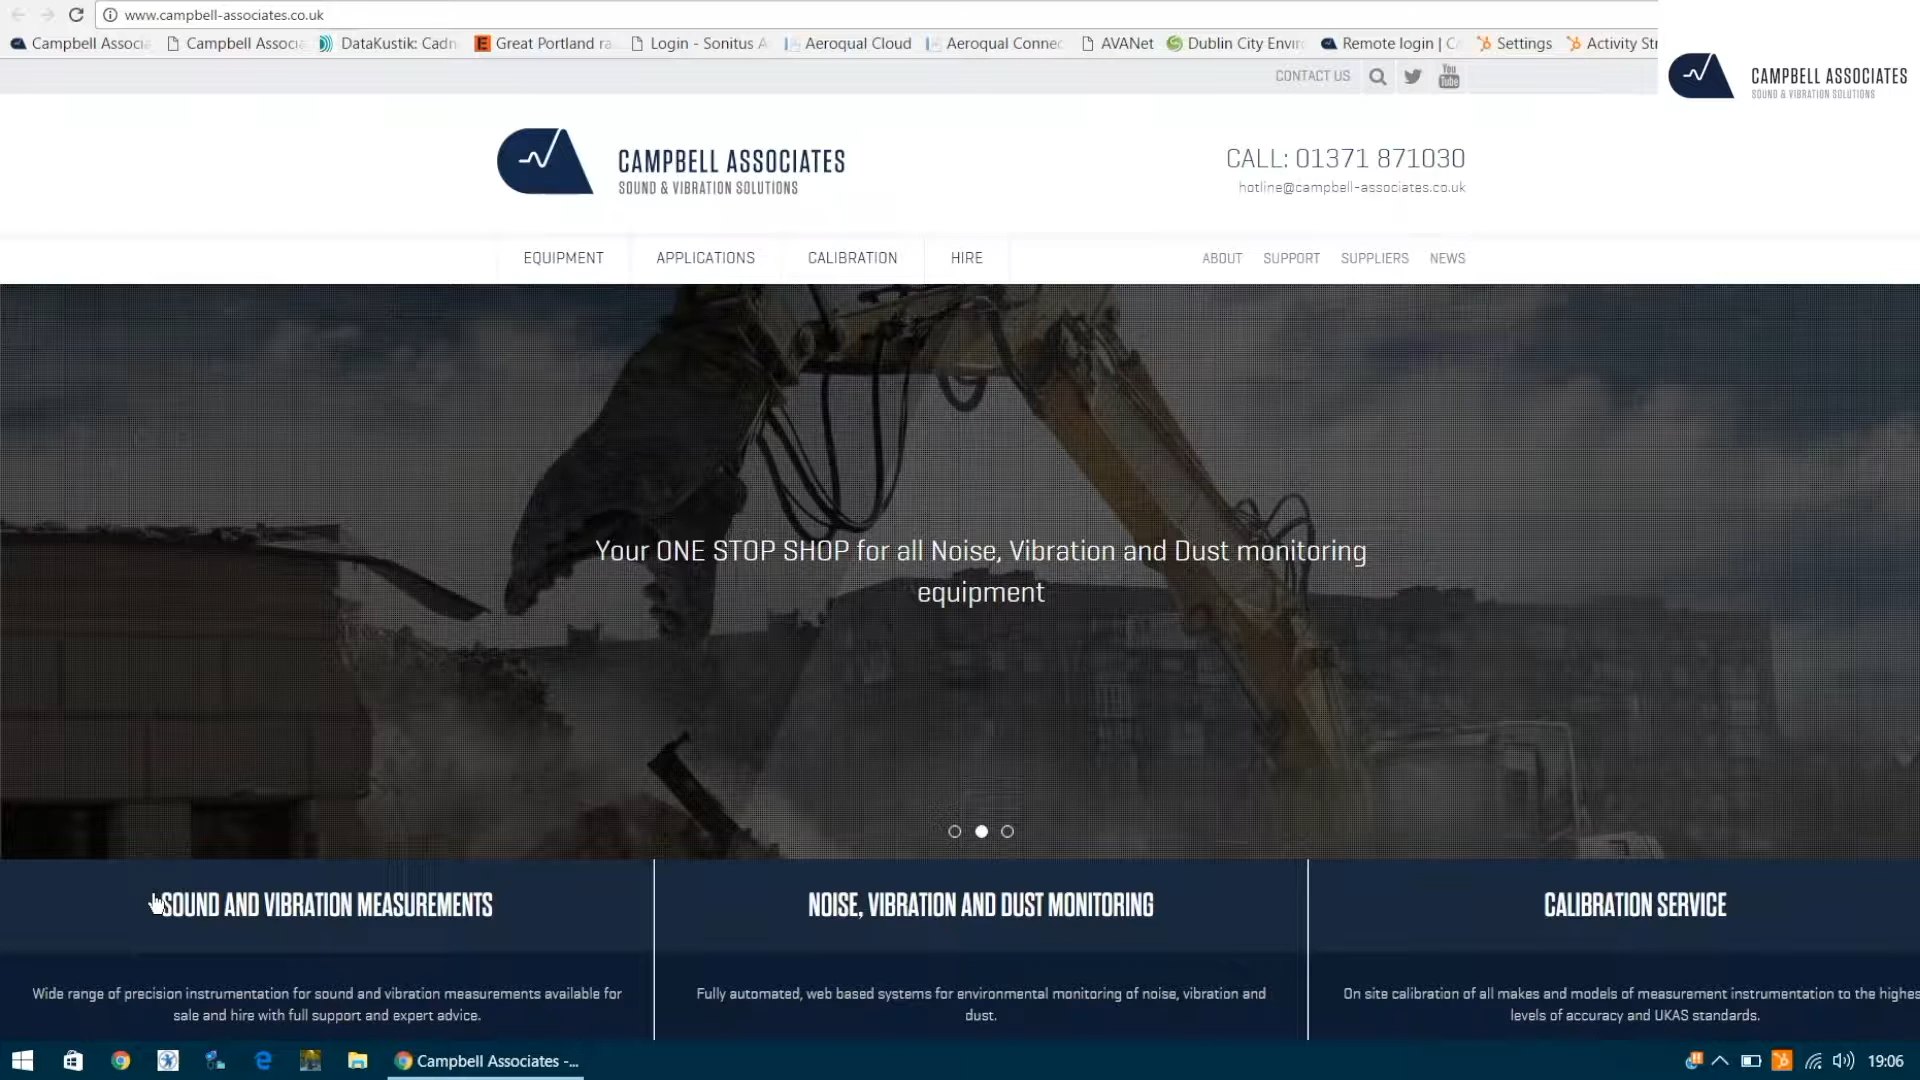 www.campbell-associates.co.uk
Campbell Associa Campbell Associa DataKustik: Cadn Great Portland ra Login - Sonitus A Aeroqual Cloud Aeroqual Connec AVANet Dublin City Enviro Remote login | C Settings Activity Str
CONTACT US You Tube
CAMPBELL ASSOCIATES
SOUND & VIBRATION SOLUTIONS
CAMPBELL ASSOCIATES
SOUND & VIBRATION SOLUTIONS
CALL: 01371 871030
hotline@campbell-associates.co.uk
EQUIPMENT APPLICATIONS CALIBRATION HIRE ABOUT SUPPORT SUPPLIERS NEWS
Your ONE STOP SHOP for all Noise, Vibration and Dust monitoring
equipment
SOUND AND VIBRATION MEASUREMENTS
Wide range of precision instrumentation for sound and vibration measurements available for
sale and hire with full support and expert advice.
NOISE, VIBRATION AND DUST MONITORING
Fully automated, web based systems for environmental monitoring of noise, vibration and
dust.
CALIBRATION SERVICE
On site calibration of all makes and models of measurement instrumentation to the highes
levels of accuracy and UKAS standards.
Campbell Associates -...
19:06